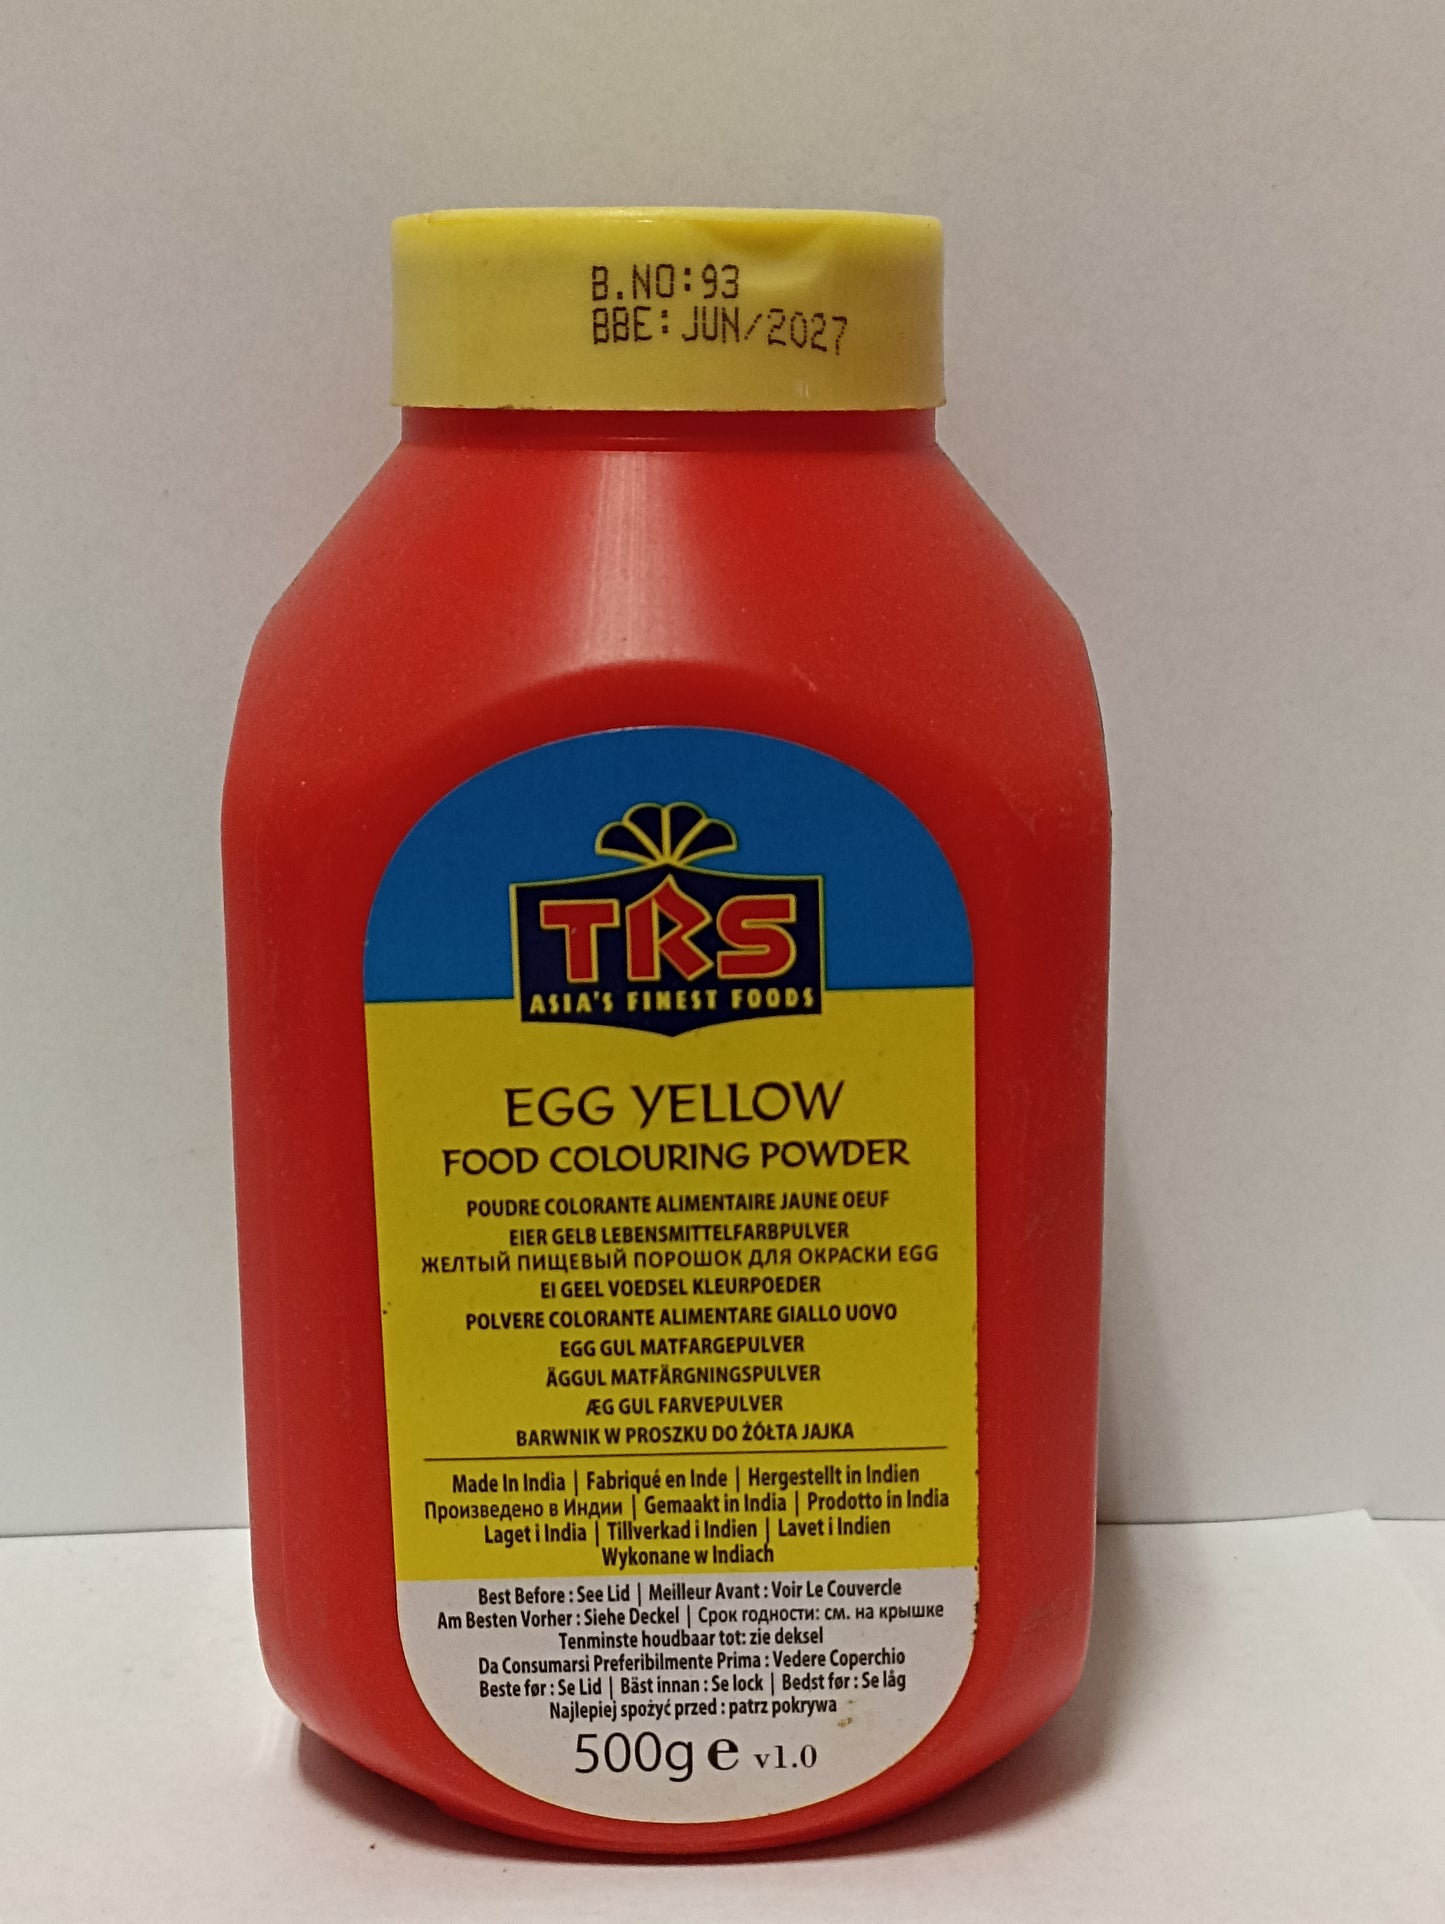 B.NO:93
BBE: JUN/2027
TRS
ASIA'S FINEST FOODS
EGG YELLOW
FOOD COLOURING POWDER
POUDRE COLORANTE ALIMENTAIRE JAUNE OEUF
EIER GELB LEBENSMITTELFARBPULVER
ЖЕЛТЫЙ ПИЩЕВЫЙ ПОРОШОК ДЛЯ ОКРАСКИ EGG
EI GEEL VOEDSEL KLEURPOEDER
POLVERE COLORANTE ALIMENTARE GIALLO UOVO
EGG GUL MATFARGEPULVER
ÄGGUL MATFÄRGNINGSPULVER
ÆG GUL FARVEPULVER
BARWNIK W PROSZKU DO ŻÓŁTA JAJKA
Made In India | Fabriqué en Inde | Hergestellt in Indien
Произведено в Индии | Gemaakt in India | Prodotto in India
Laget i India | Tillverkad i Indien | Lavet i Indien
Wykonane w Indiach
Best Before : See Lid | Meilleur Avant : Voir Le Couvercle
Am Besten Vorher : Siehe Deckel | Срок годности: см. на крышке
Tenminste houdbaar tot: zie deksel
Da Consumarsi Preferibilmente Prima : Vedere Coperchio
Beste før : Se Lid | Bäst innan : Se lock | Bedst før : Se låg
Najlepiej spożyć przed : patrz pokrywa
500g e v1.0